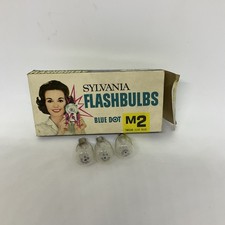 SYLVANIA
FLASHBULBS
BLUE DOT
M2